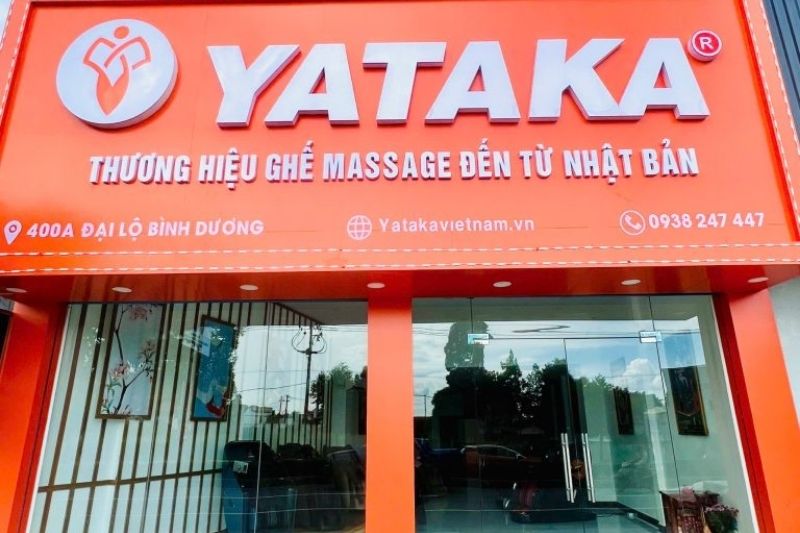 YATAKA ®
THƯƠNG HIỆU GHẾ MASSAGE ĐẾN TỪ NHẬT BẢN
400A ĐẠI LỘ BÌNH DƯƠNG
Yatakavietnam.vn
0938 247 447